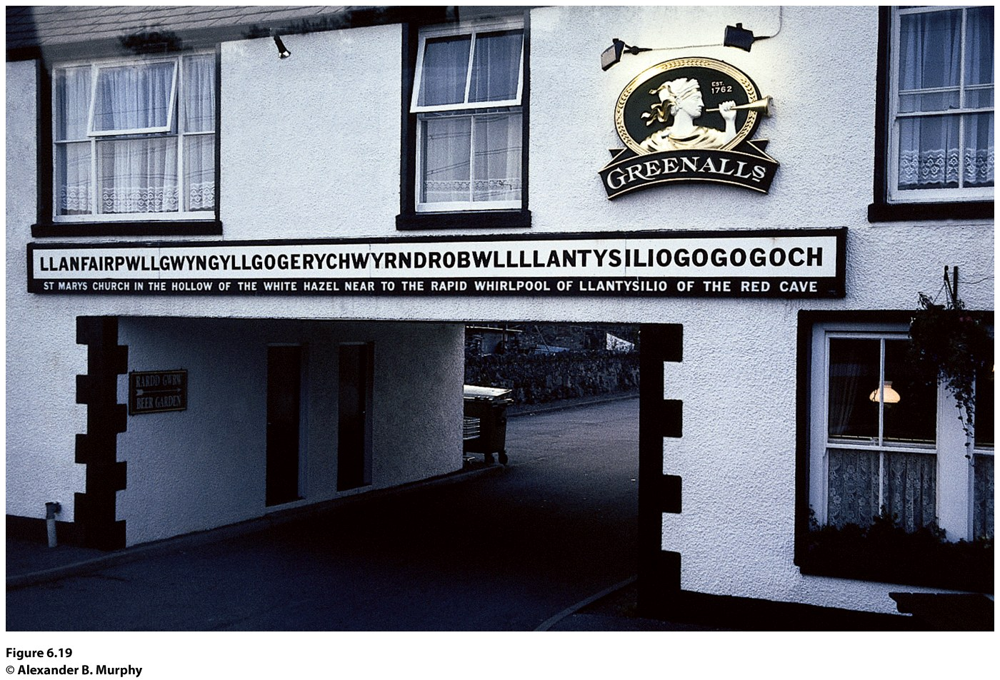 EST.
1762
GREENALLS
LLANFAIRPWLLGWYNGYLLGOGERYCHWYRNDROBWLLLLANTYSILIOGOGOGOCH
ST MARYS CHURCH IN THE HOLLOW OF THE WHITE HAZEL NEAR TO THE RAPID WHIRLPOOL OF LLANTYSILIO OF THE RED CAVE
RARDD GWRW
BEER GARDEN
Figure 6.19
© Alexander B. Murphy